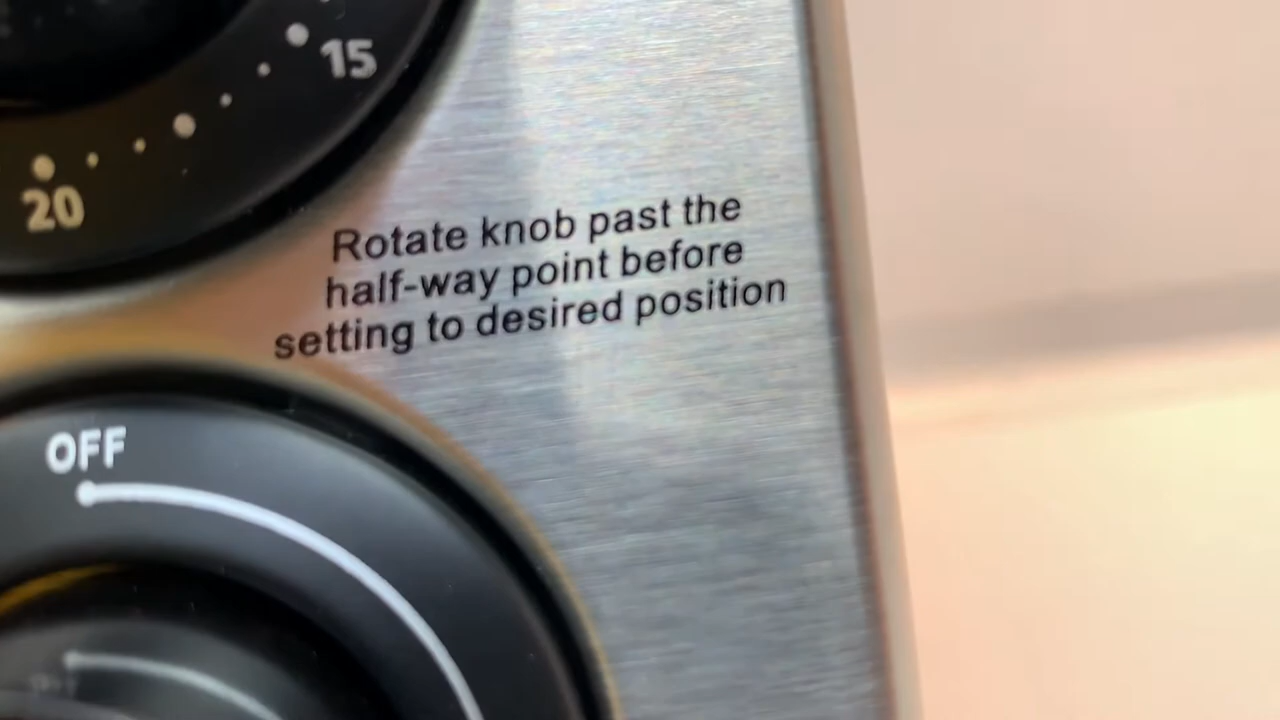 15
20
Rotate knob past the
half-way point before
setting to desired position
OFF